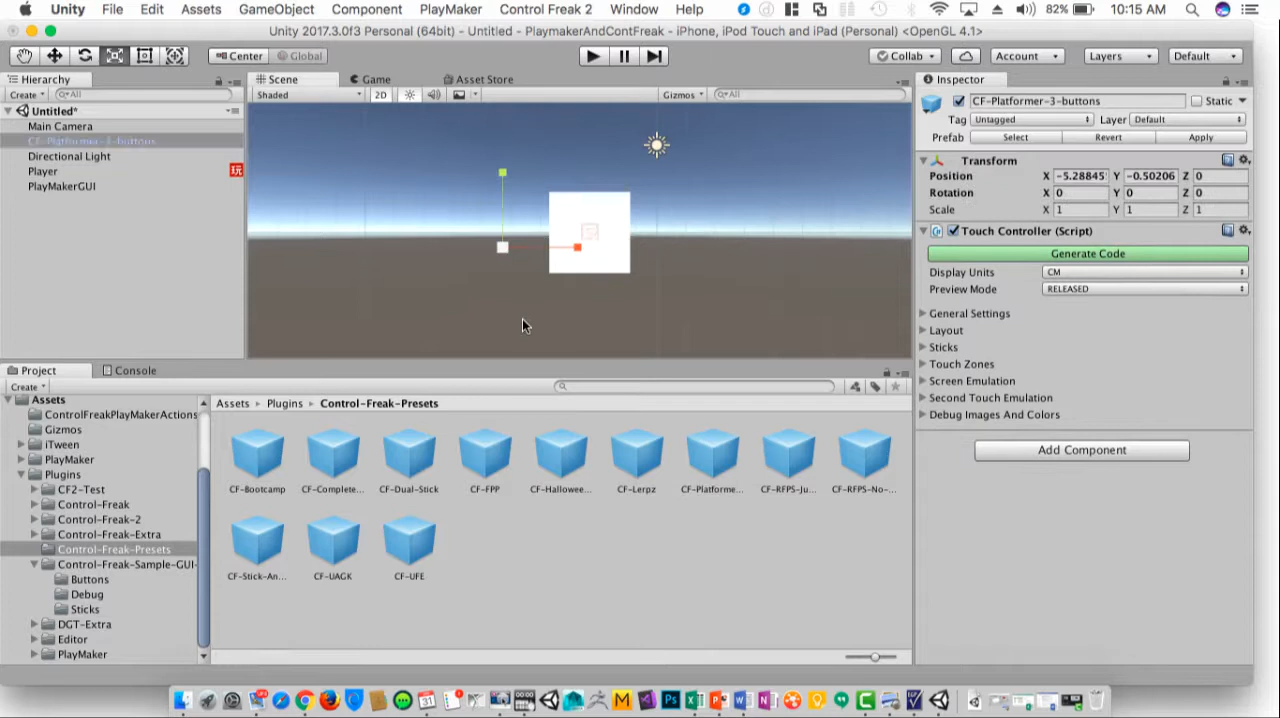 Unity File Edit Assets GameObject Component PlayMaker Control Freak 2 Window Help 82% 10:15 AM
Unity 2017.3.0f3 Personal (64bit) - Untitled - PlaymakerAndContFreak - iPhone, iPod Touch and iPad (Personal) <OpenGL 4.1>
Center Global Collab Account Layers Default
Hierarchy
Create All
Untitled*
Main Camera
CF-Platformer-3-buttons
Directional Light
Player 玩
PlayMakerGUI
Scene Game Asset Store
Shaded 2D Gizmos All
Inspector
CF-Platformer-3-buttons Static
Tag Untagged Layer Default
Prefab Select Revert Apply
Transform
Position X -5.28845 Y -0.50206 Z 0
Rotation X 0 Y 0 Z 0
Scale X 1 Y 1 Z 1
Touch Controller (Script)
Generate Code
Display Units CM
Preview Mode RELEASED
General Settings
Layout
Sticks
Touch Zones
Screen Emulation
Second Touch Emulation
Debug Images And Colors
Add Component
Project Console
Create
Assets
ControlFreakPlayMakerActions
Gizmos
iTween
PlayMaker
Plugins
CF2-Test
Control-Freak
Control-Freak-2
Control-Freak-Extra
Control-Freak-Presets
Control-Freak-Sample-GUI-
Buttons
Debug
Sticks
DGT-Extra
Editor
PlayMaker
Assets Plugins Control-Freak-Presets
CF-Bootcamp CF-Complete... CF-Dual-Stick CF-FPP CF-Hallowee... CF-Lerpz CF-Platforme... CF-RFPS-Ju... CF-RFPS-No-...
CF-Stick-An... CF-UAGK CF-UFE